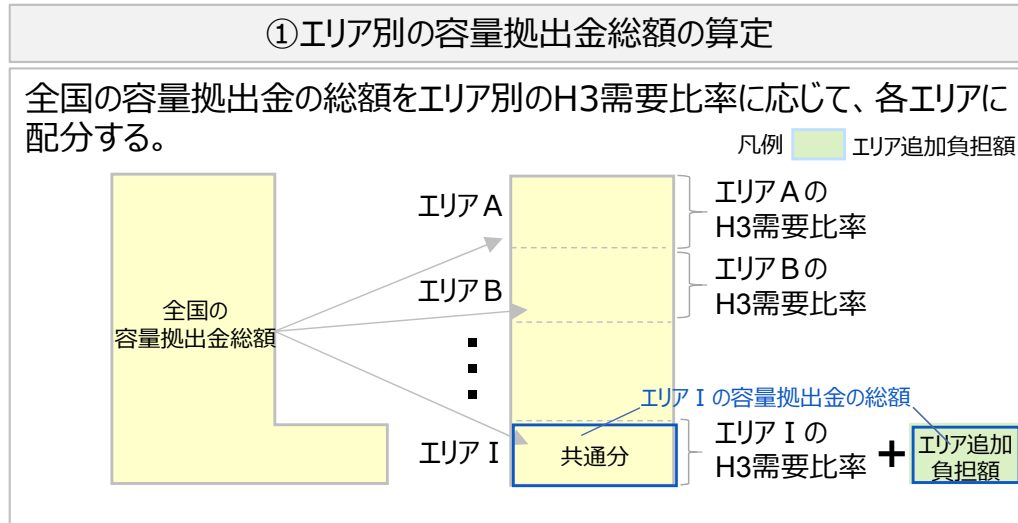 ①エリア別の容量拠出金総額の算定
全国の容量拠出金の総額をエリア別のH3需要比率に応じて、各エリアに
配分する。
凡例 エリア追加負担額
エリアA
エリアAの
H3需要比率
エリアB
エリアBの
H3需要比率
全国の
容量拠出金総額
エリアIの容量拠出金の総額
エリアI
共通分
エリアIの
H3需要比率
+
エリア追加
負担額